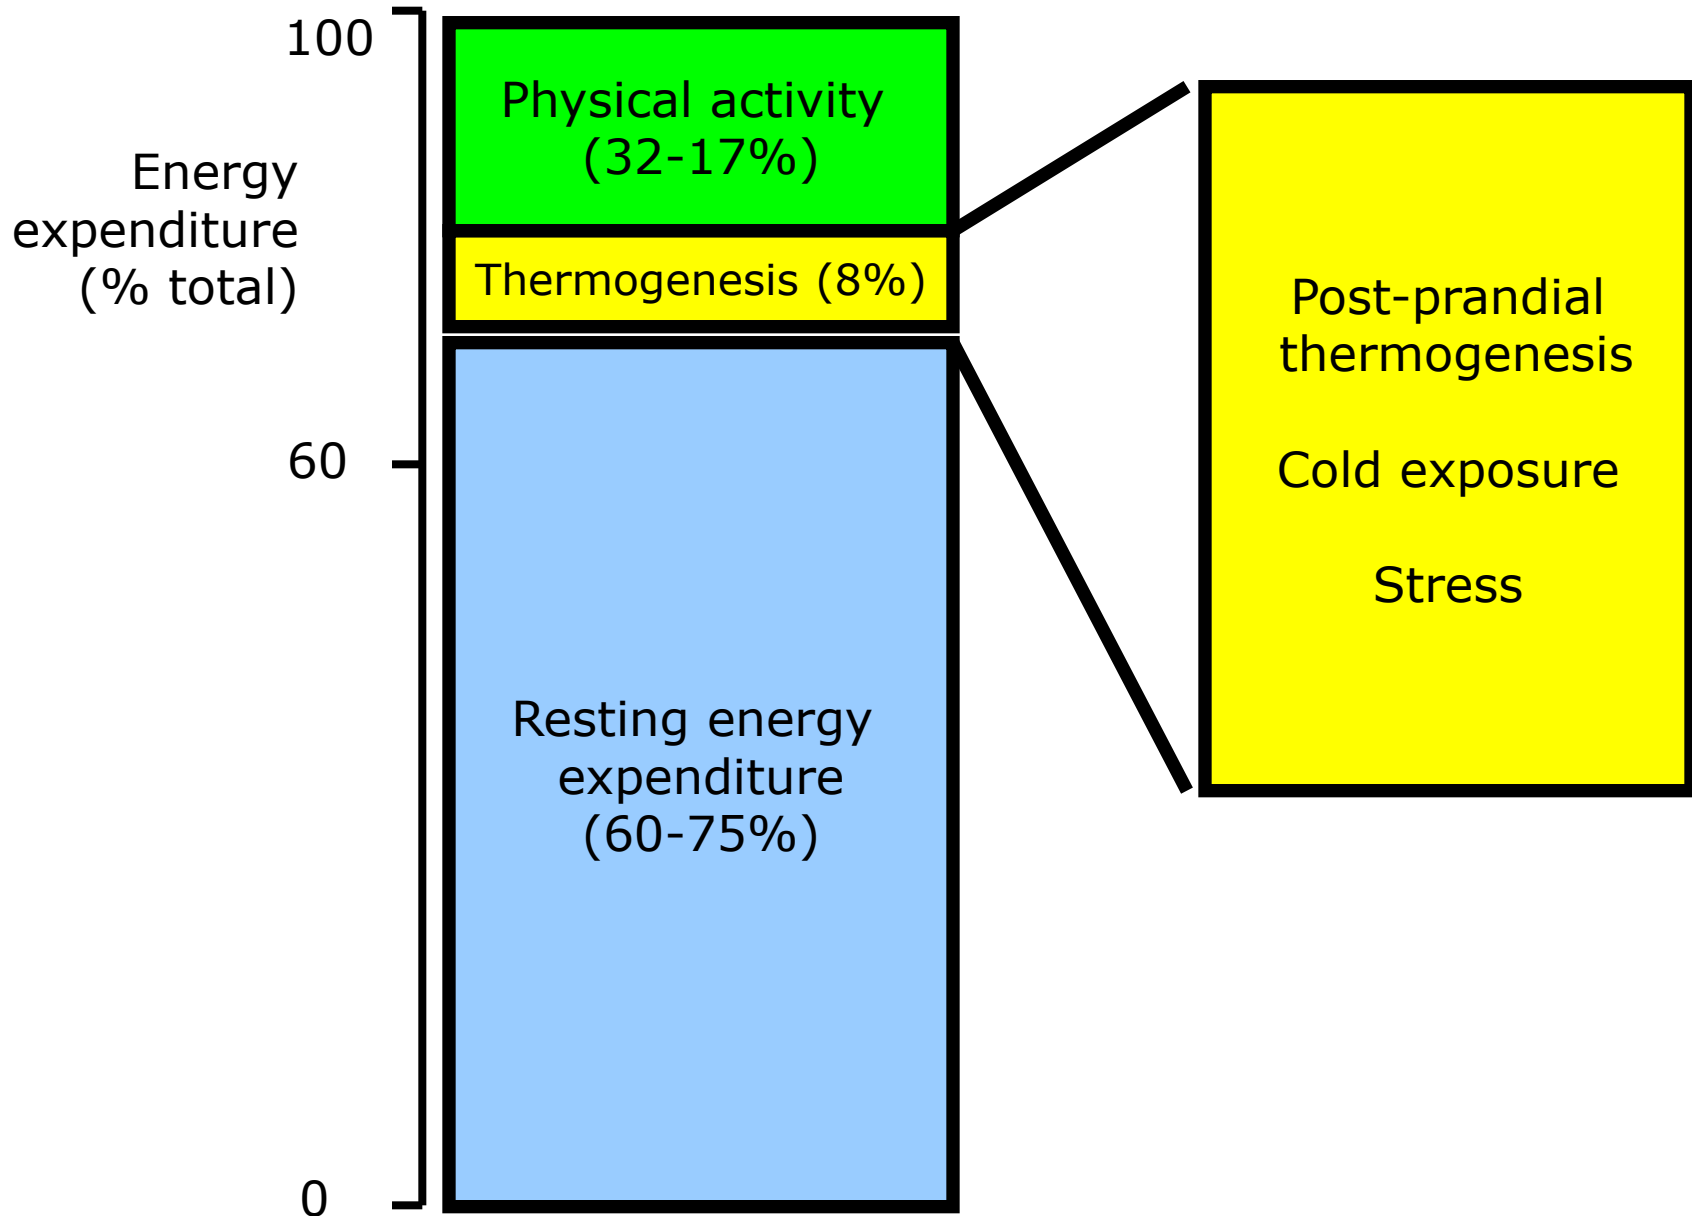 100
Energy
expenditure
(% total)
60
0
Physical activity
(32-17%)
Thermogenesis (8%)
Resting energy
expenditure
(60-75%)
Post-prandial
thermogenesis
Cold exposure
Stress